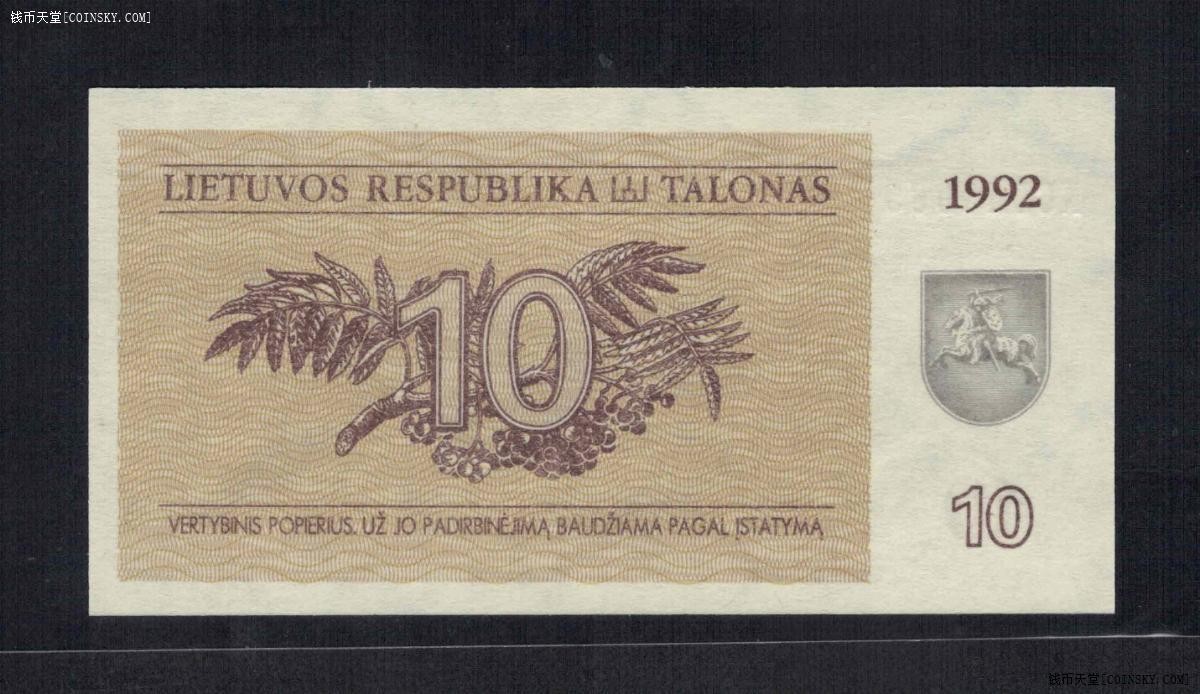 钱币天堂[COINSKY.COM]
LIETUVOS RESPUBLIKA TALONAS
1992
10
10
VERTYBINIS POPIERIUS. UŽ JO PADIRBINĖJIMĄ BAUDŽIAMA PAGAL ĮSTATYMĄ
钱币天堂[COINSKY.COM]